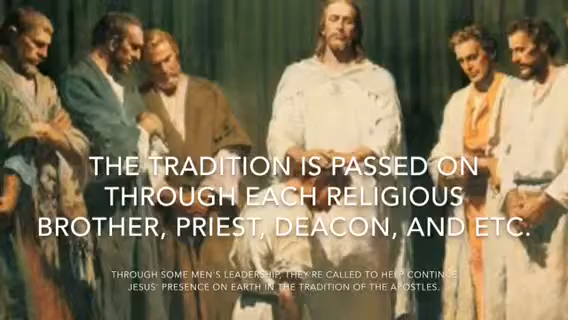 THE TRADITION IS PASSED ON
THROUGH EACH RELIGIOUS
BROTHER, PRIEST, DEACON, AND ETC.
THROUGH SOME MEN'S LEADERSHIP, THEY'RE CALLED TO HELP CONTINUE
JESUS' PRESENCE ON EARTH IN THE TRADITION OF THE APOSTLES.